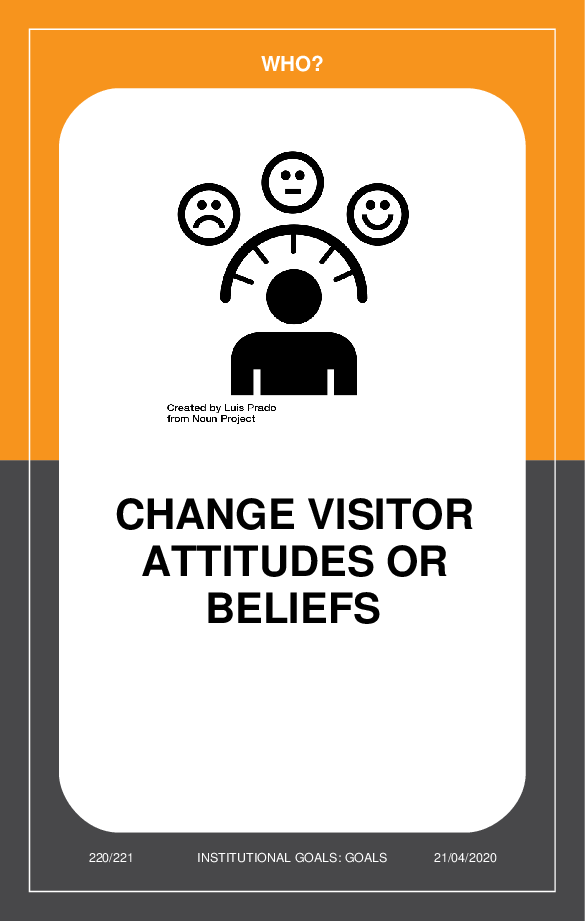 WHO?
Created by Luis Prado
from Noun Project
CHANGE VISITOR
ATTITUDES OR
BELIEFS
220/221 INSTITUTIONAL GOALS: GOALS 21/04/2020